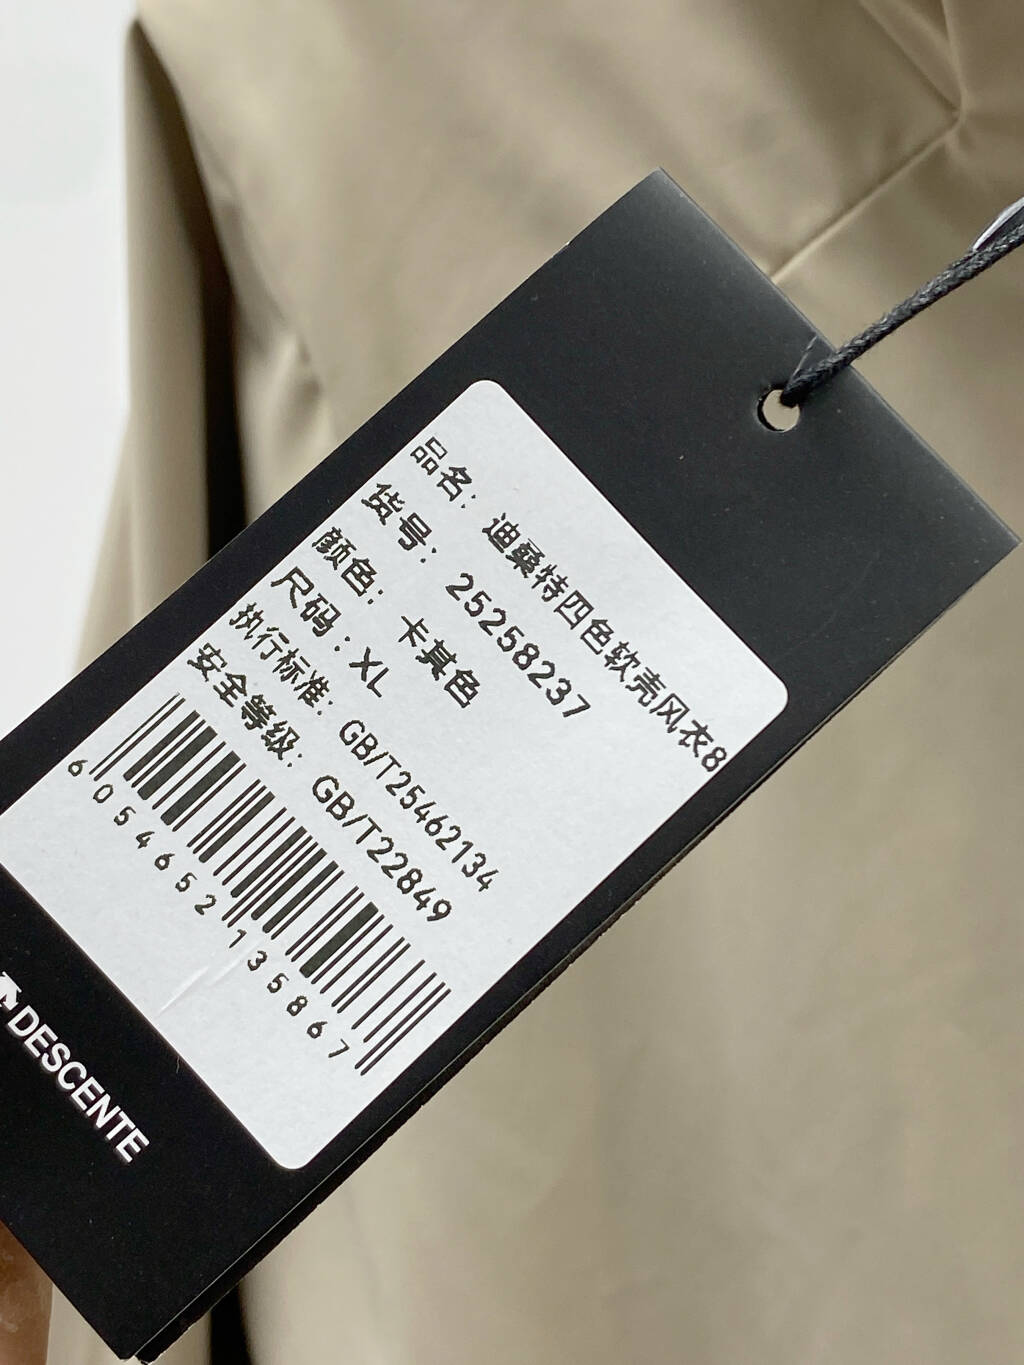 品名：迪桑特四色软壳风衣8
货号：25258237
颜色：卡其色
尺码：XL
执行标准：GB/T25462134
安全等级：GB/T22849
6054652135867
DESCENTE